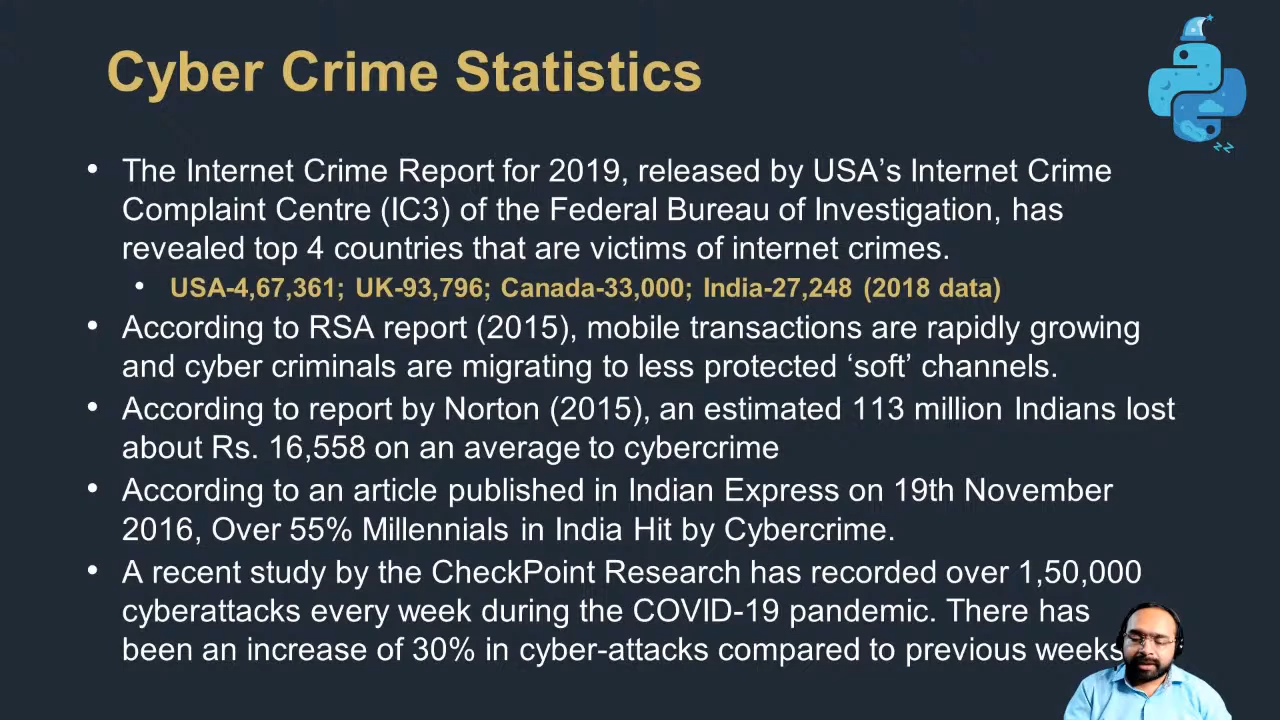 Cyber Crime Statistics
• The Internet Crime Report for 2019, released by USA’s Internet Crime
Complaint Centre (IC3) of the Federal Bureau of Investigation, has
revealed top 4 countries that are victims of internet crimes.
• USA-4,67,361; UK-93,796; Canada-33,000; India-27,248 (2018 data)
• According to RSA report (2015), mobile transactions are rapidly growing
and cyber criminals are migrating to less protected ‘soft’ channels.
• According to report by Norton (2015), an estimated 113 million Indians lost
about Rs. 16,558 on an average to cybercrime
• According to an article published in Indian Express on 19th November
2016, Over 55% Millennials in India Hit by Cybercrime.
• A recent study by the CheckPoint Research has recorded over 1,50,000
cyberattacks every week during the COVID-19 pandemic. There has
been an increase of 30% in cyber-attacks compared to previous weeks
zz